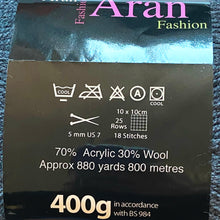 Fashion Aran
Fashion
COOL
A
COOL
10 x 10cm
25
Rows
5 mm US 7
18 Stitches
70% Acrylic 30% Wool
Approx 880 yards 800 metres
400g in accordance
with BS 984